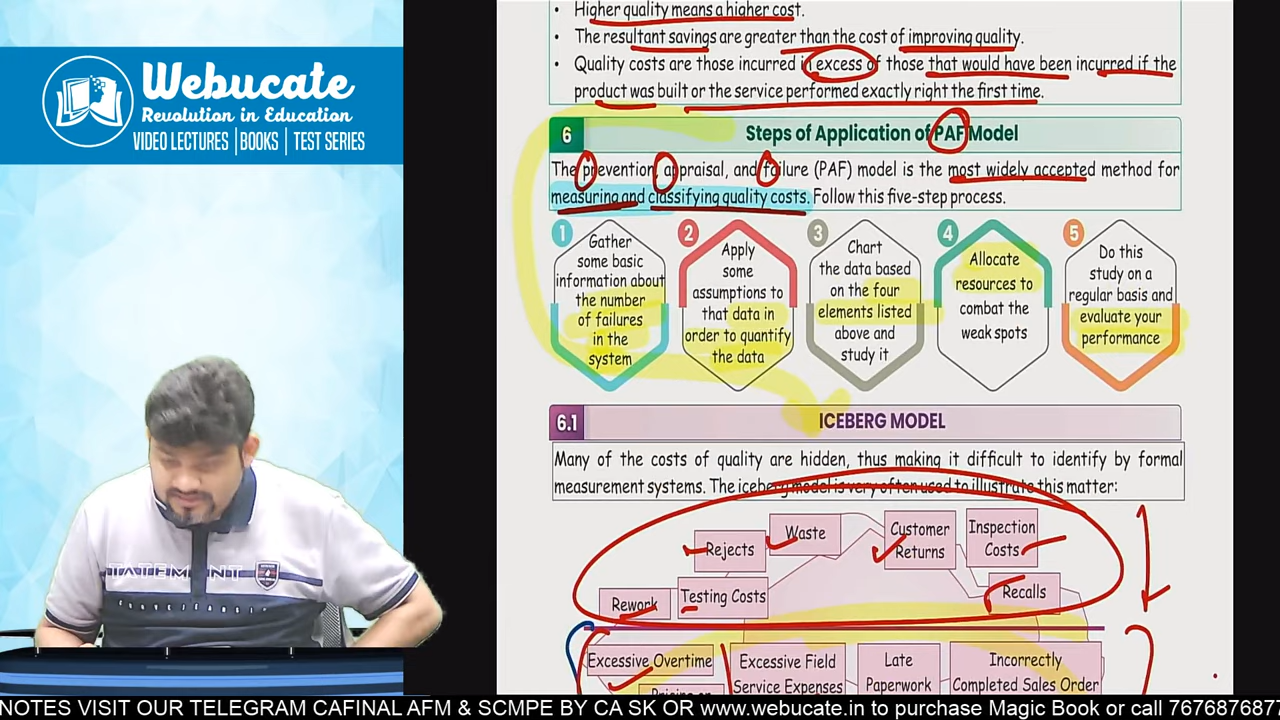 Webucate
Revolution in Education
VIDEO LECTURES | BOOKS | TEST SERIES
• Higher quality means a higher cost.
• The resultant savings are greater than the cost of improving quality.
• Quality costs are those incurred in excess of those that would have been incurred if the
product was built or the service performed exactly right the first time.
6 Steps of Application of PAF Model
The prevention, appraisal, and failure (PAF) model is the most widely accepted method for
measuring and classifying quality costs. Follow this five-step process.
1
Gather
some basic
information about
the number
of failures
in the
system
2
Apply
some
assumptions to
that data in
order to quantify
the data
3
Chart
the data based
on the four
elements listed
above and
study it
4
Allocate
resources to
combat the
weak spots
5
Do this
study on a
regular basis and
evaluate your
performance
6.1 ICEBERG MODEL
Many of the costs of quality are hidden, thus making it difficult to identify by formal
measurement systems. The iceberg model is very often used to illustrate this matter:
Waste
Rejects
Customer
Returns
Inspection
Costs
Testing Costs
Rework
Recalls
Excessive Overtime
Excessive Field
Service Expenses
Late
Paperwork
Incorrectly
Completed Sales Order
Pricing or
TATEMENT
NOTES VISIT OUR TELEGRAM CAFINAL AFM & SCMPE BY CA SK OR www.webucate.in to purchase Magic Book or call 7676876877